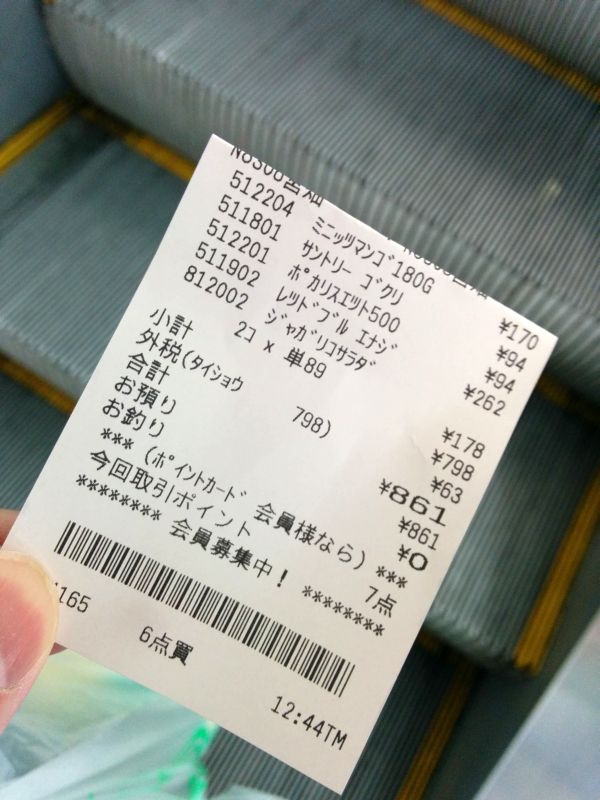 512204 ミニッツマンゴ180G ¥170
511801 サントリー ゴクリ ¥94
512201 ポカリスエツト500 ¥94
511902 レッドブル エナジ ¥262
812002 ジャガリコサラダ
2コ x 単89 ¥178
小計 ¥798
外税(タイショウ 798) ¥63
合計 ¥861
お預り ¥861
お釣り ¥0
*** (ポイントカード 会員様なら) ***
今回取引ポイント 7点
******** 会員募集中! ********
165 6点買 12:44TM